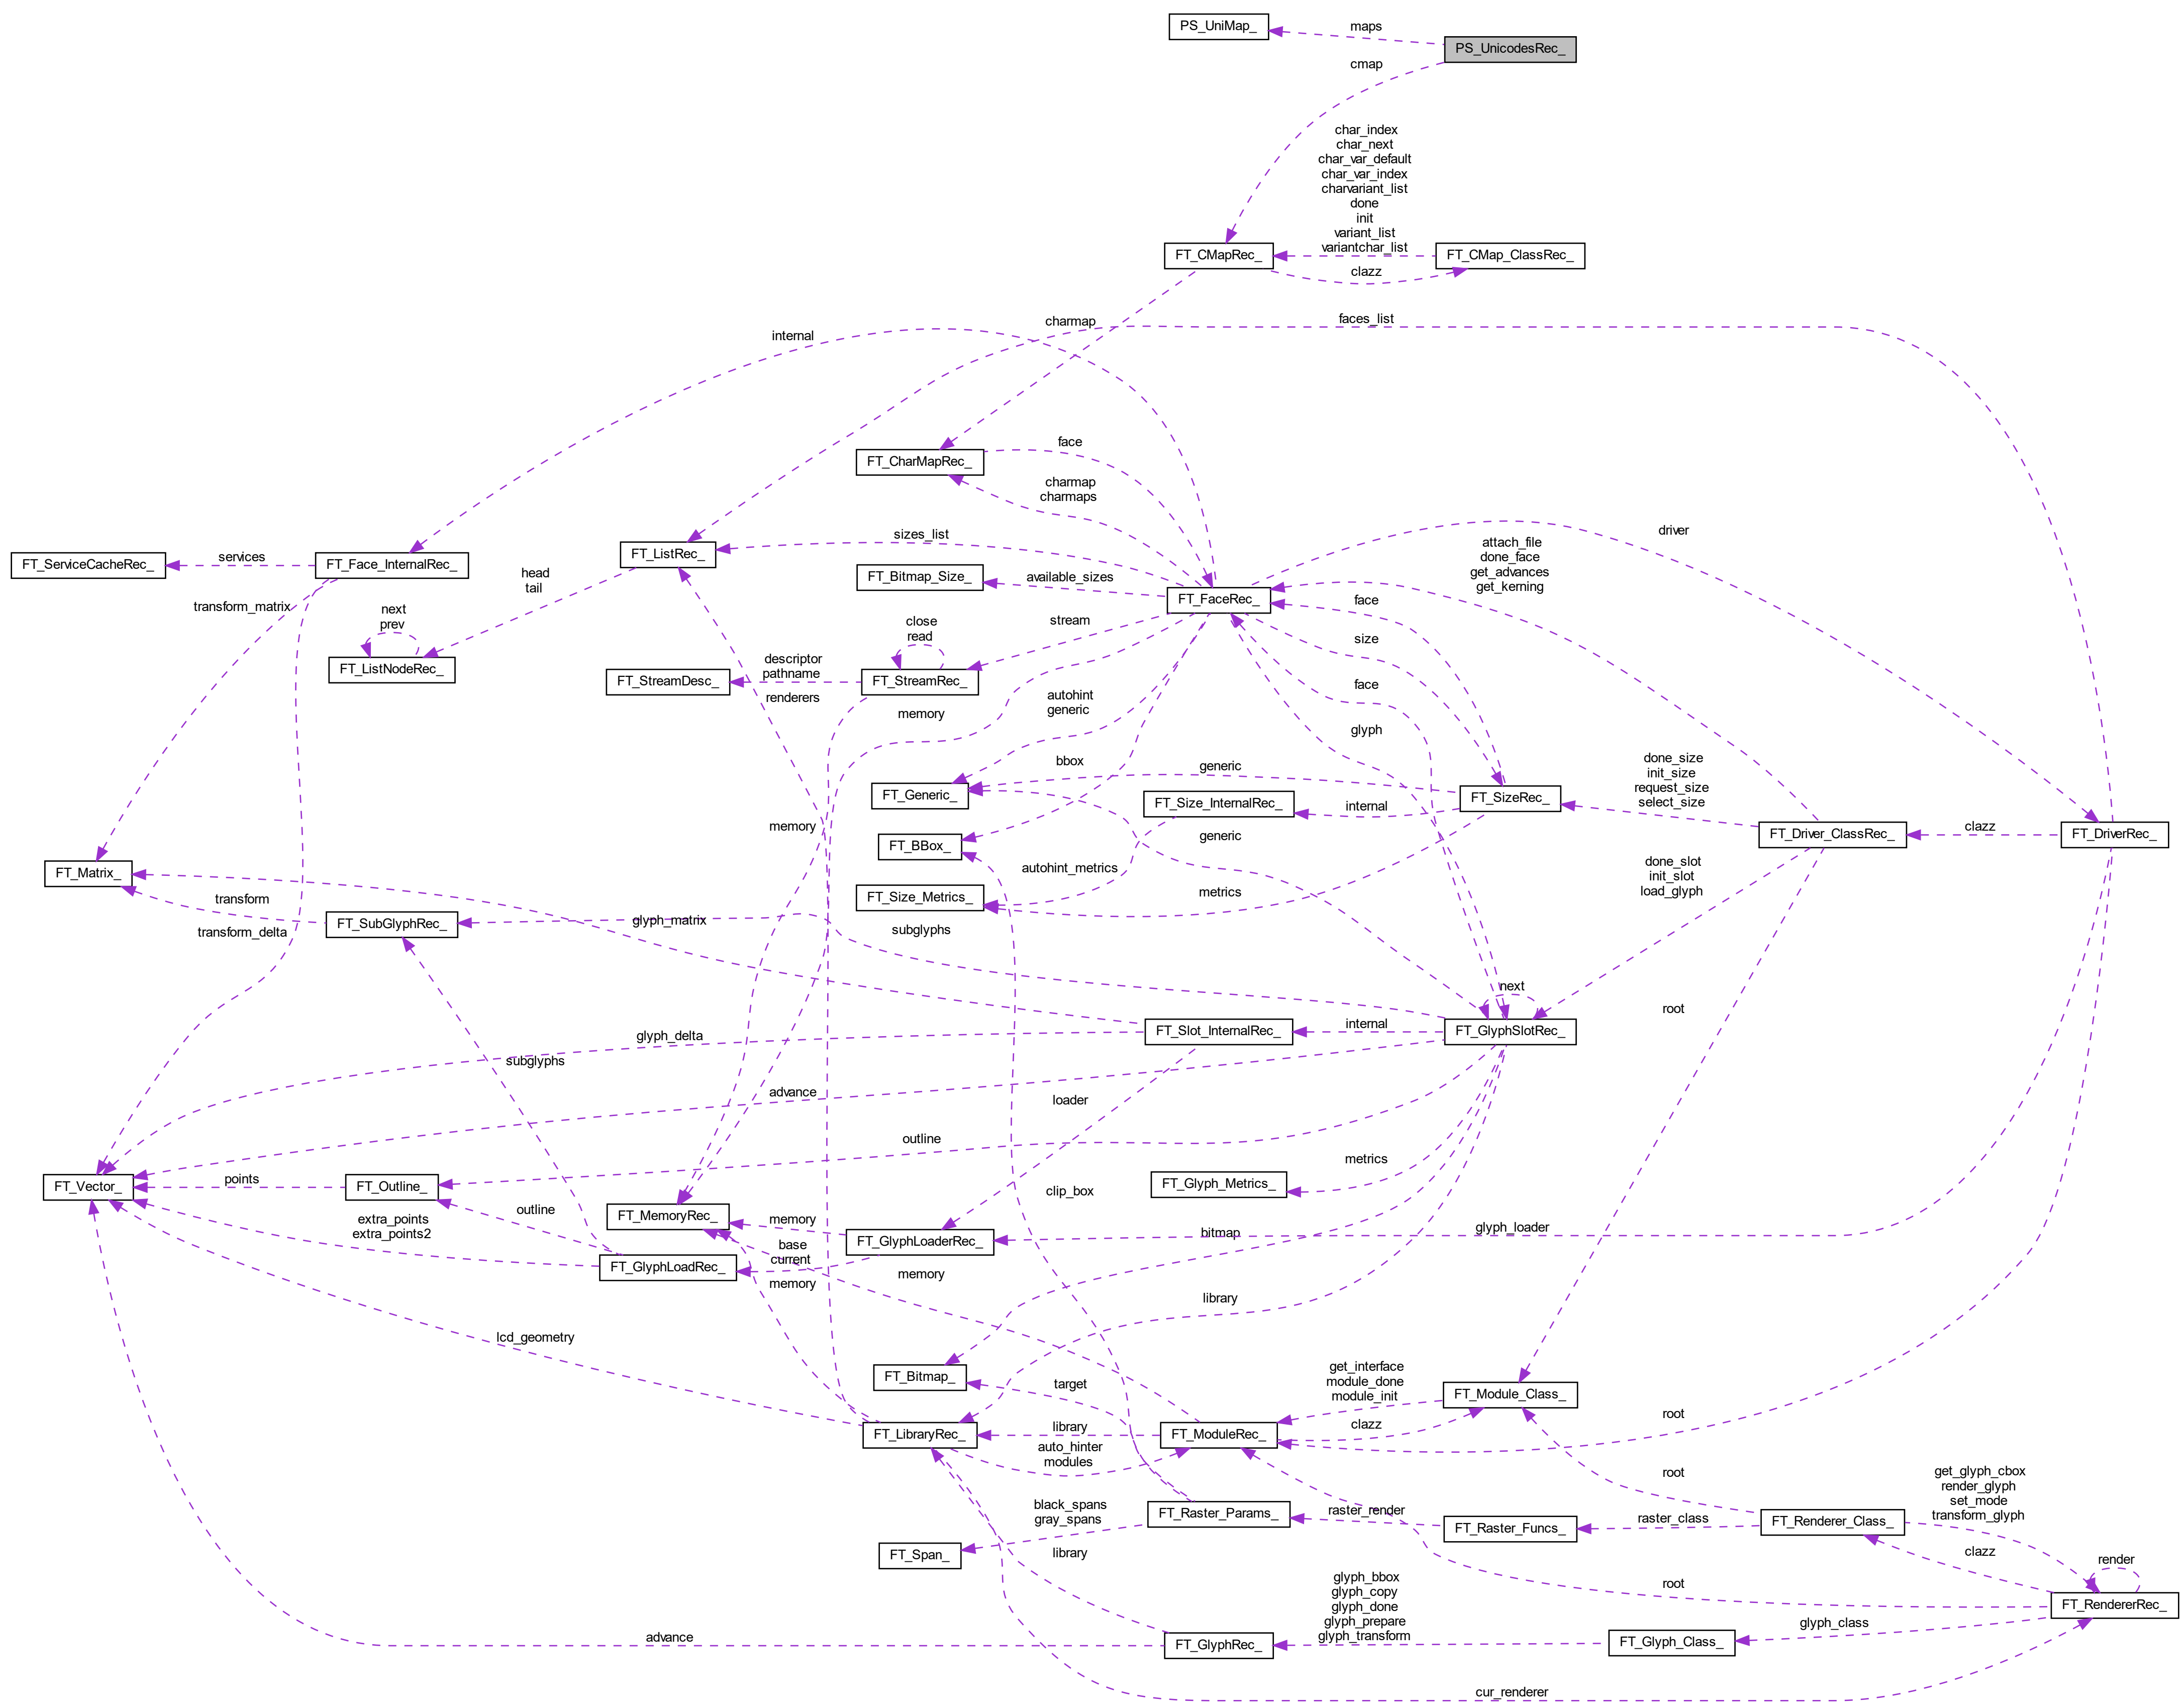 PS_UniMap_
maps
PS_UnicodesRec_
cmap
char_index
char_next
char_var_default
char_var_index
charvariant_list
done
init
variant_list
variantchar_list
FT_CMapRec_
FT_CMap_ClassRec_
clazz
charmap
faces_list
internal
FT_CharMapRec_
face
charmap
charmaps
sizes_list
driver
FT_ServiceCacheRec_
services
FT_Face_InternalRec_
FT_ListRec_
FT_Bitmap_Size_
available_sizes
FT_FaceRec_
attach_file
done_face
get_advances
get_kerning
head
tail
transform_matrix
next
prev
FT_ListNodeRec_
close
read
stream
face
size
descriptor
pathname
FT_StreamDesc_
FT_StreamRec_
renderers
memory
autohint
generic
face
glyph
bbox
generic
done_size
init_size
request_size
select_size
FT_Generic_
FT_Size_InternalRec_
internal
FT_SizeRec_
memory
FT_BBox_
generic
FT_Driver_ClassRec_
clazz
FT_DriverRec_
FT_Matrix_
autohint_metrics
done_slot
init_slot
load_glyph
transform
FT_Size_Metrics_
metrics
FT_SubGlyphRec_
glyph_matrix
subglyphs
transform_delta
next
root
glyph_delta
FT_Slot_InternalRec_
internal
FT_GlyphSlotRec_
subglyphs
advance
loader
outline
FT_Vector_
points
FT_Outline_
metrics
FT_Glyph_Metrics_
clip_box
extra_points
extra_points2
outline
FT_MemoryRec_
memory
FT_GlyphLoaderRec_
bitmap
glyph_loader
base
current
FT_GlyphLoadRec_
memory
memory
library
lcd_geometry
FT_Bitmap_
target
get_interface
module_done
module_init
FT_Module_Class_
FT_LibraryRec_
library
FT_ModuleRec_
clazz
root
auto_hinter
modules
root
get_glyph_cbox
render_glyph
set_mode
transform_glyph
black_spans
gray_spans
FT_Raster_Params_
raster_render
FT_Raster_Funcs_
raster_class
FT_Renderer_Class_
FT_Span_
library
clazz
render
root
glyph_bbox
glyph_copy
glyph_done
glyph_prepare
glyph_transform
FT_RendererRec_
glyph_class
advance
FT_GlyphRec_
FT_Glyph_Class_
cur_renderer